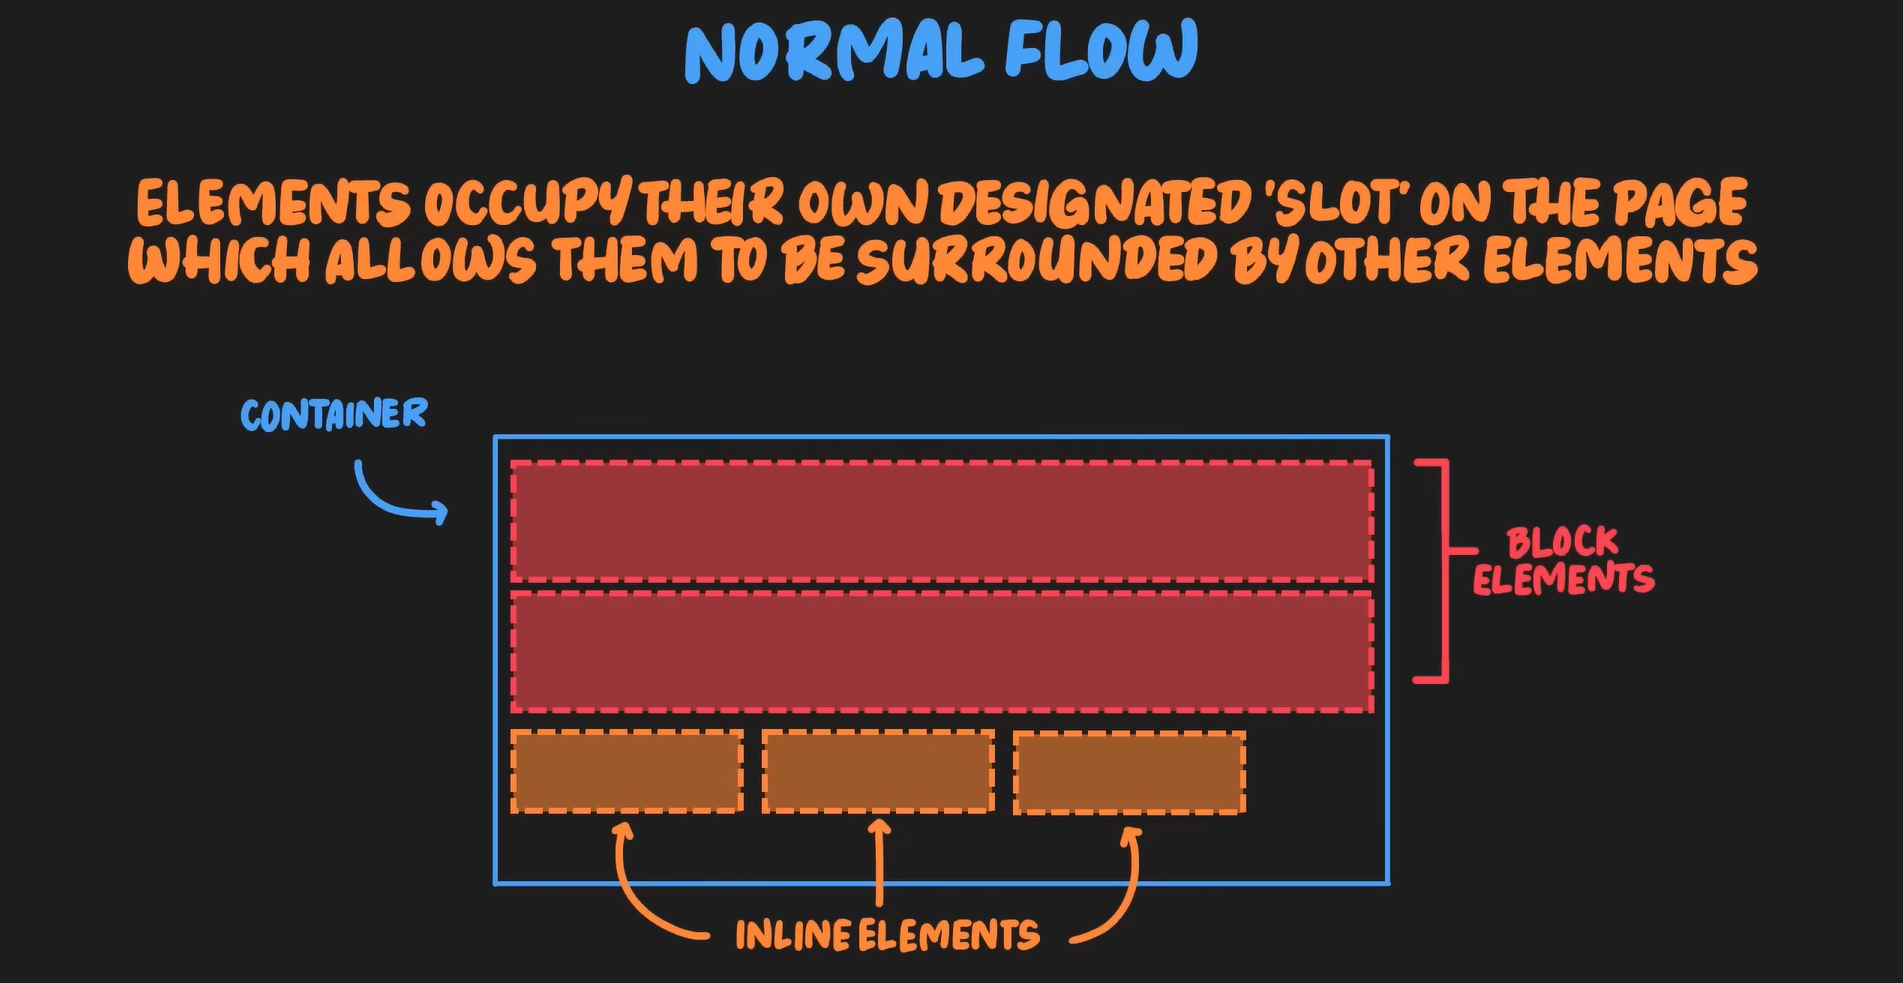 NORMAL FLOW
ELEMENTS OCCUPY THEIR OWN DESIGNATED 'SLOT' ON THE PAGE
WHICH ALLOWS THEM TO BE SURROUNDED BY OTHER ELEMENTS
CONTAINER
BLOCK
ELEMENTS
INLINE ELEMENTS